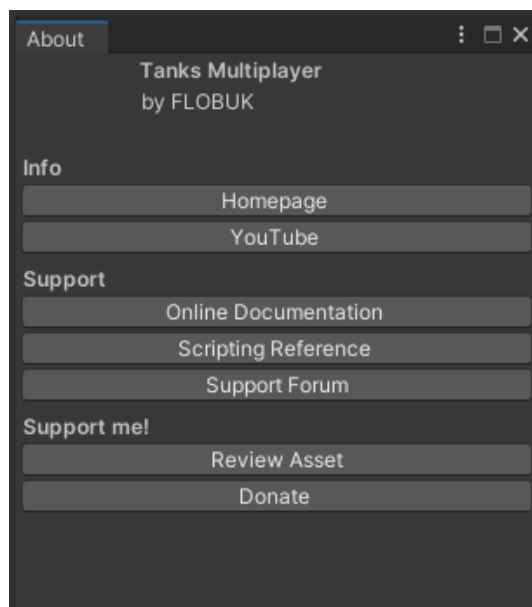 About
Tanks Multiplayer
by FLOBUK
Info
Homepage
YouTube
Support
Online Documentation
Scripting Reference
Support Forum
Support me!
Review Asset
Donate